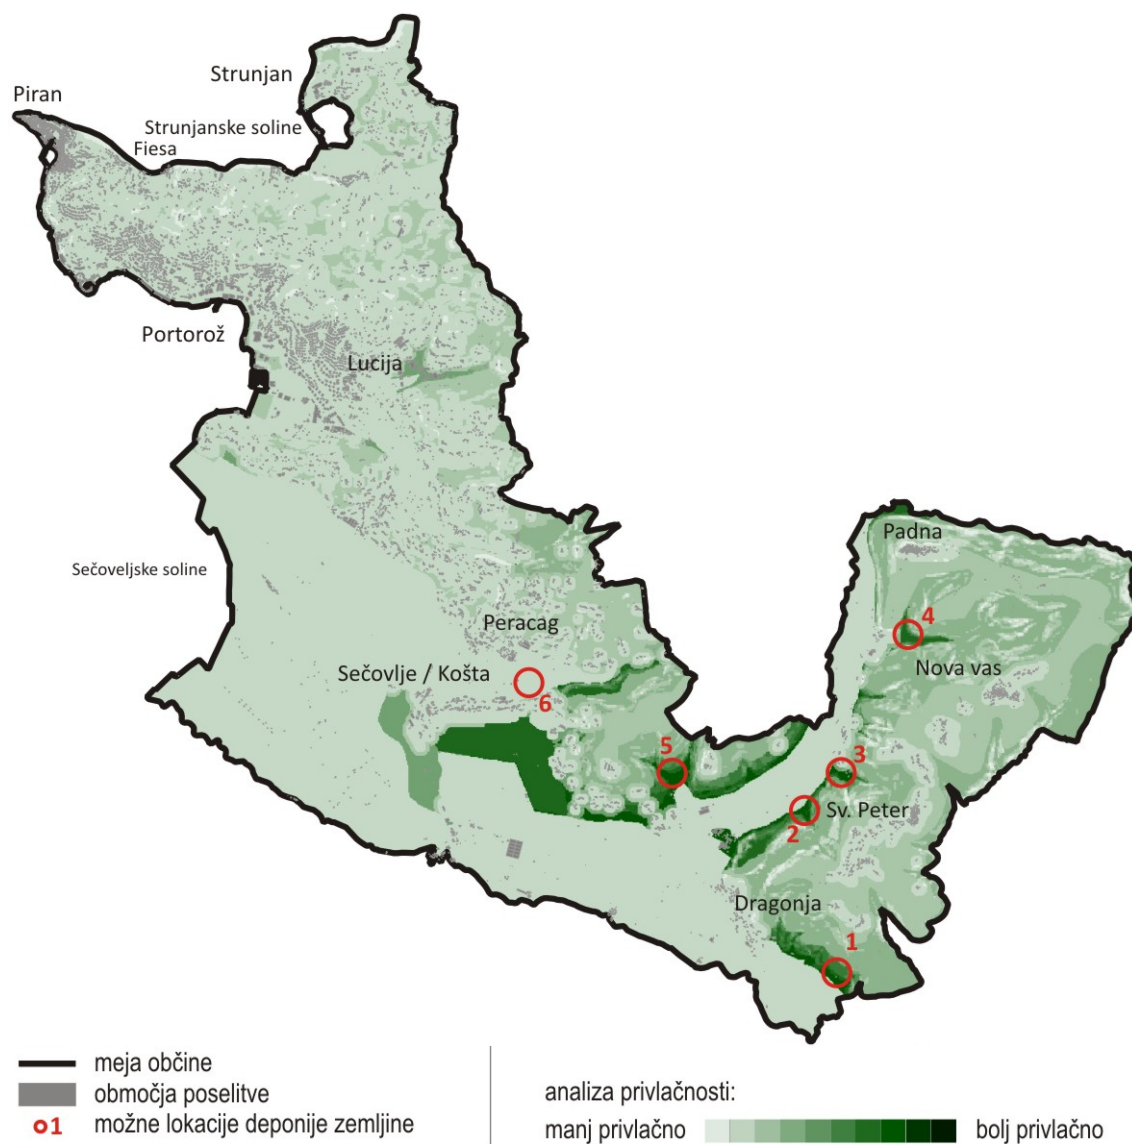 Strunjan
Piran
Strunjanske soline
Fiesa
Portorož
Lucija
Padna
Sečoveljske soline
Peracag
4
Sečovlje / Košta
Nova vas
6
5
3
Sv. Peter
2
Dragonja
1
meja občine
območja poselitve
1 možne lokacije deponije zemljine
analiza privlačnosti:
manj privlačno bolj privlačno